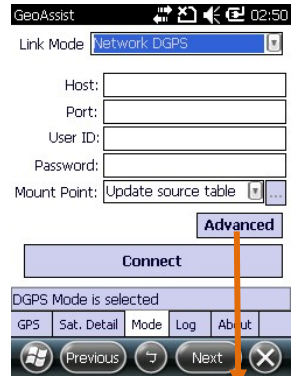 GeoAssist 02:50
Link Mode Network DGPS
Host:
Port:
User ID:
Password:
Mount Point: Update source table ...
Advanced
Connect
DGPS Mode is selected
GPS Sat. Detail Mode Log About
Previous Next